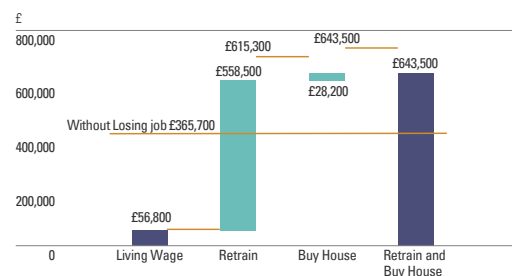 £
800,000
600,000
400,000
200,000
0
£615,300
£643,500
£558,500
£643,500
£28,200
Without Losing job £365,700
£56,800
Living Wage
Retrain
Buy House
Retrain and
Buy House